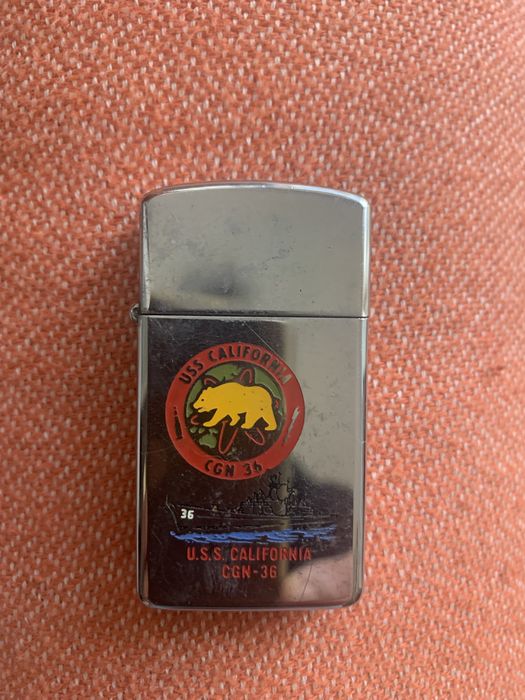 USS CALIFORNIA
CGN 36
36
U.S.S. CALIFORNIA
CGN-36